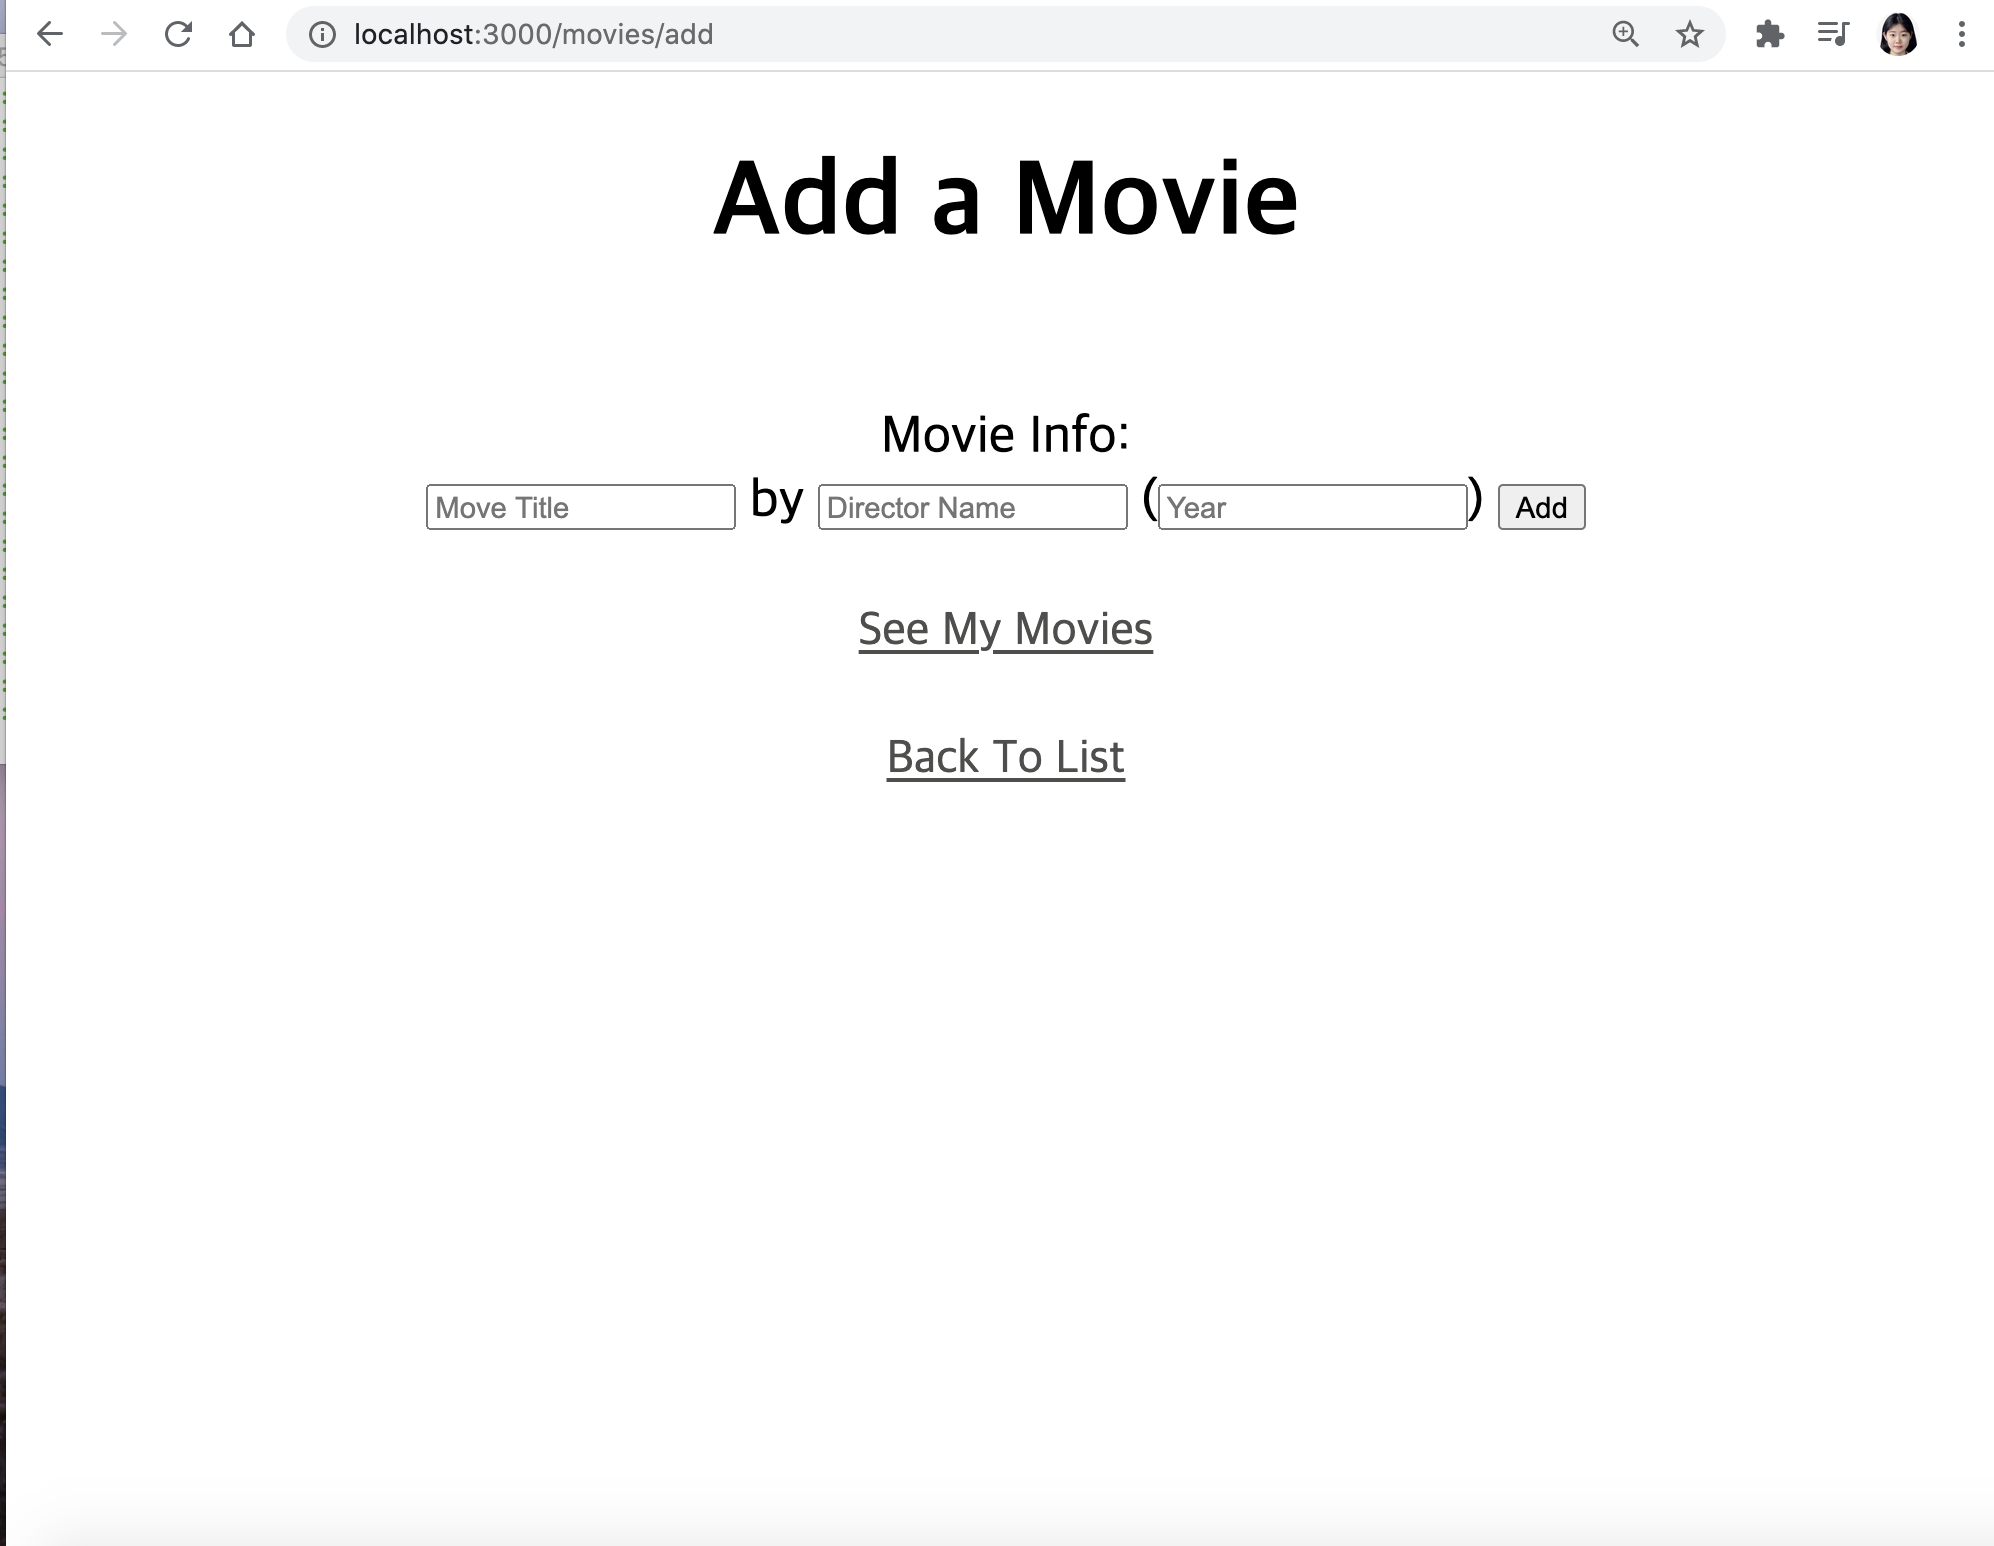 localhost:3000/movies/add
Add a Movie
Movie Info:
Move Title by Director Name (Year) Add
See My Movies
Back To List